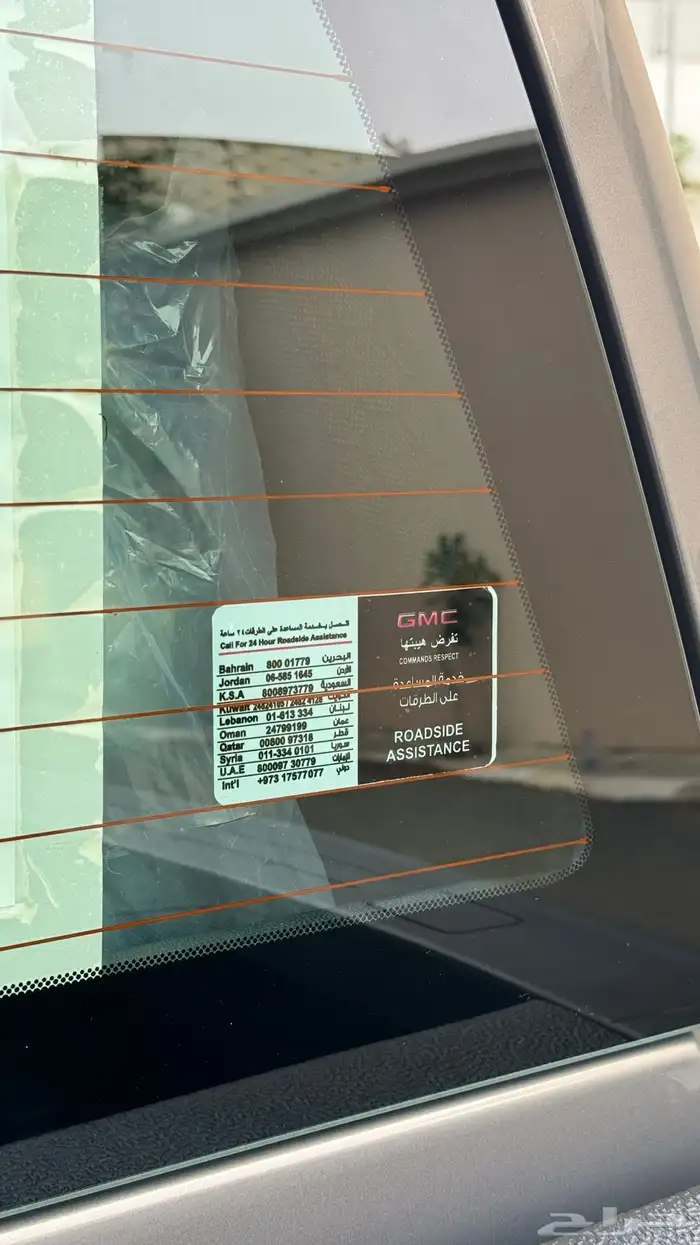 للحصول على خدمة المساعدة على الطرقات ٢٤ ساعة
Call For 24 Hour Roadside Assistance
Bahrain 800 01779 البحرين
Jordan 06-585 1645 الأردن
K.S.A 8008973779 السعودية
Kuwait الكويت
Lebanon 01-613 334 لبنان
Oman 24799199 عمان
Qatar 00800 97318 قطر
Syria 011-334 0101 سوريا
U.A.E 800097 30779 الإمارات
Int'l +973 17577077 دولي
GMC
تفرض هيبتها
COMMANDS RESPECT
خدمة المساعدة
على الطرقات
ROADSIDE
ASSISTANCE
حراج